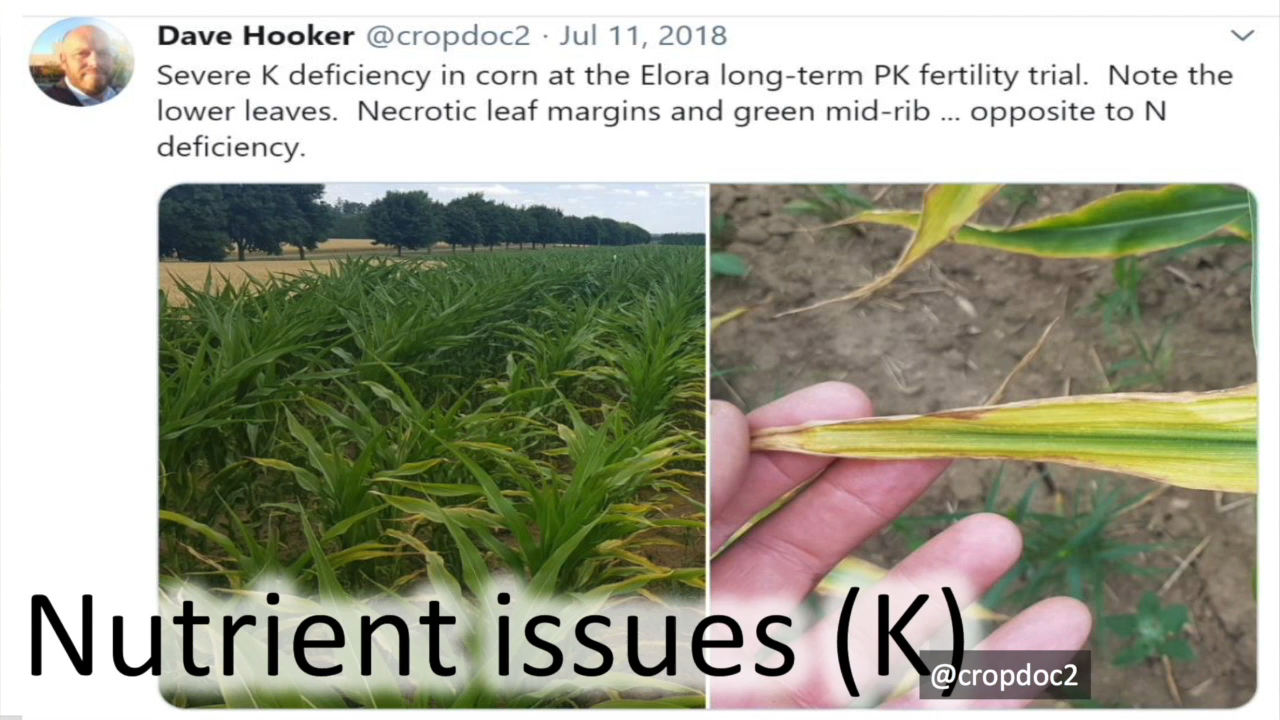 Dave Hooker @cropdoc2 · Jul 11, 2018
Severe K deficiency in corn at the Elora long-term PK fertility trial.  Note the
lower leaves.  Necrotic leaf margins and green mid-rib ... opposite to N
deficiency.
Nutrient issues (K)
@cropdoc2